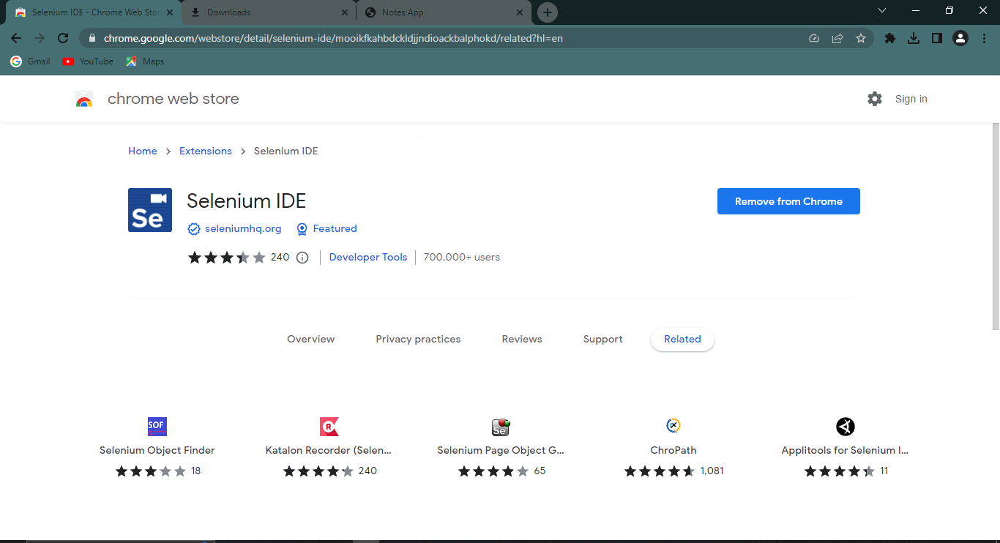 Selenium IDE - Chrome Web Sto
Downloads
Notes App
chrome.google.com/webstore/detail/selenium-ide/mooikfkahbdckldjjndioackbalphokd/related?hl=en
Gmail
YouTube
Maps
chrome web store
Sign in
Home > Extensions > Selenium IDE
Se
Selenium IDE
Remove from Chrome
seleniumhq.org
Featured
240
Developer Tools
700,000+ users
Overview
Privacy practices
Reviews
Support
Related
SOF
R
Se
Selenium Object Finder
Katalon Recorder (Selen...
Selenium Page Object G...
ChroPath
Applitools for Selenium I...
18
240
65
1,081
11